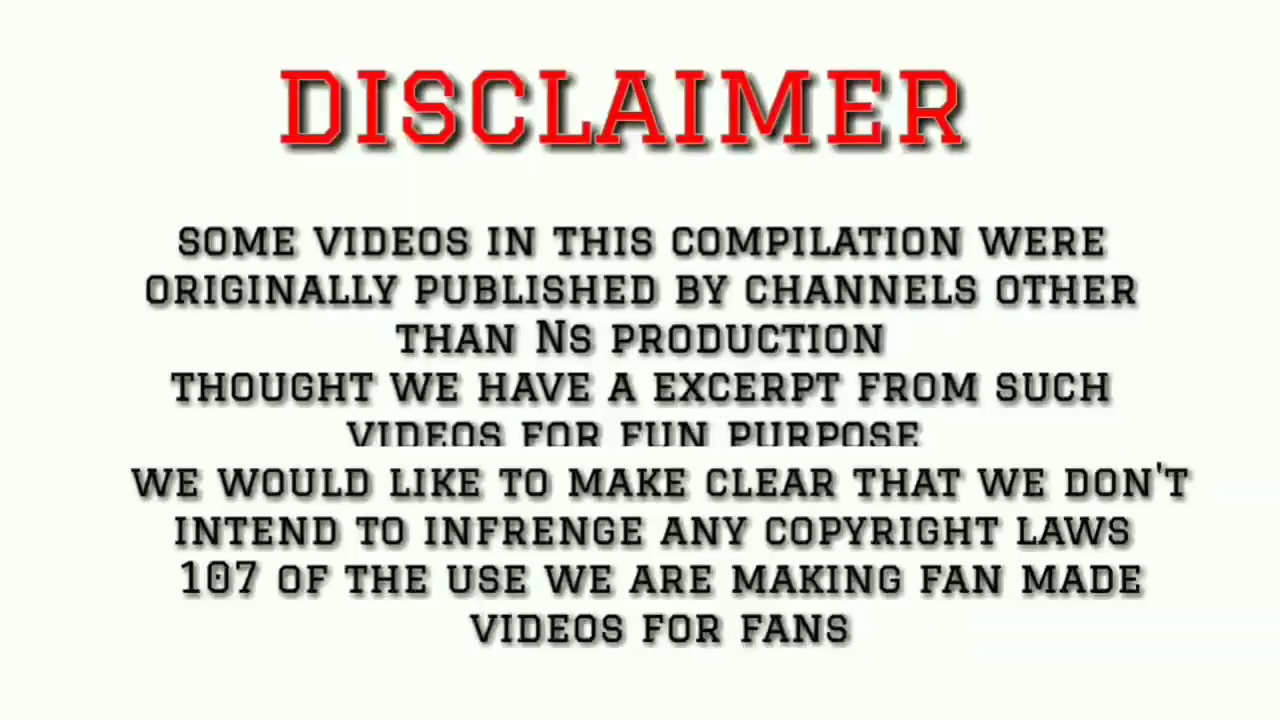 DISCLAIMER
SOME VIDEOS IN THIS COMPILATION WERE
ORIGINALLY PUBLISHED BY CHANNELS OTHER
THAN NS PRODUCTION
THOUGHT WE HAVE A EXCERPT FROM SUCH
VIDEOS FOR FUN PURPOSE
WE WOULD LIKE TO MAKE CLEAR THAT WE DON'T
INTEND TO INFRENGE ANY COPYRIGHT LAWS
107 OF THE USE WE ARE MAKING FAN MADE
VIDEOS FOR FANS